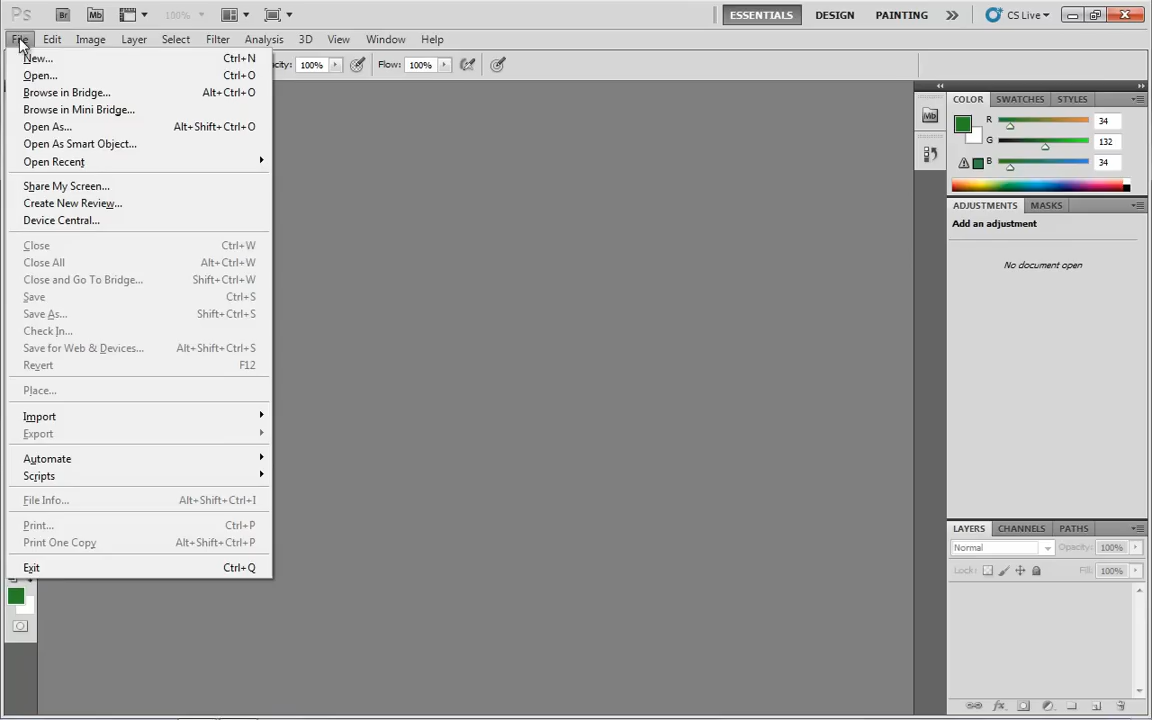 Ps Br Mb 100% ESSENTIALS DESIGN PAINTING CS Live
File Edit Image Layer Select Filter Analysis 3D View Window Help
100% Flow: 100%
New... Ctrl+N
Open... Ctrl+O
Browse in Bridge... Alt+Ctrl+O
Browse in Mini Bridge...
Open As... Alt+Shift+Ctrl+O
Open As Smart Object...
Open Recent
Share My Screen...
Create New Review...
Device Central...
Close Ctrl+W
Close All Alt+Ctrl+W
Close and Go To Bridge... Shift+Ctrl+W
Save Ctrl+S
Save As... Shift+Ctrl+S
Check In...
Save for Web & Devices... Alt+Shift+Ctrl+S
Revert F12
Place...
Import
Export
Automate
Scripts
File Info... Alt+Shift+Ctrl+I
Print... Ctrl+P
Print One Copy Alt+Shift+Ctrl+P
Exit Ctrl+Q
Mb
COLOR SWATCHES STYLES
R 34
G 132
B 34
ADJUSTMENTS MASKS
Add an adjustment
No document open
LAYERS CHANNELS PATHS
Normal Opacity: 100%
Lock: Fill: 100%
fx